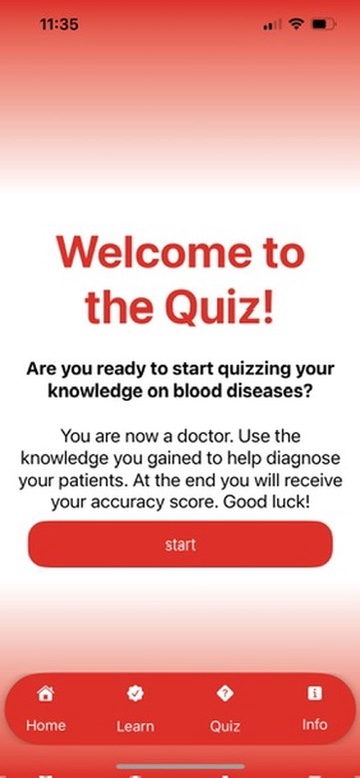 11:35
Welcome to
the Quiz!
Are you ready to start quizzing your
knowledge on blood diseases?
You are now a doctor. Use the
knowledge you gained to help diagnose
your patients. At the end you will receive
your accuracy score. Good luck!
start
Home Learn Quiz Info